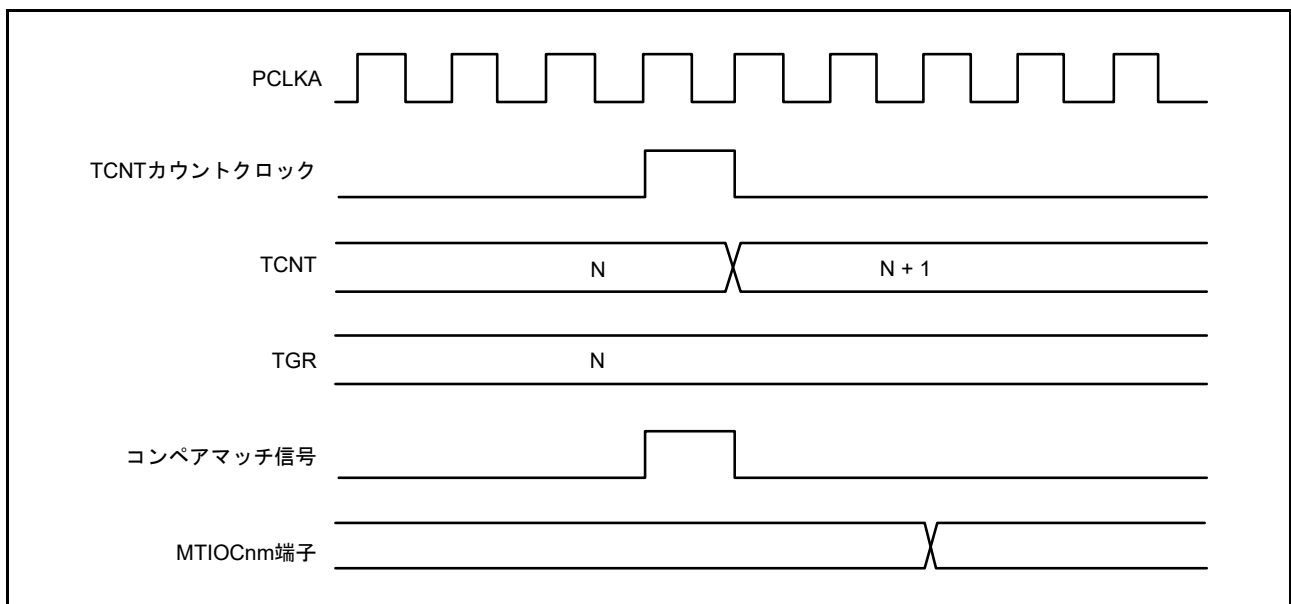 PCLKA
TCNTカウントクロック
TCNT
N
N + 1
TGR
N
コンペアマッチ信号
MTIOCnm端子